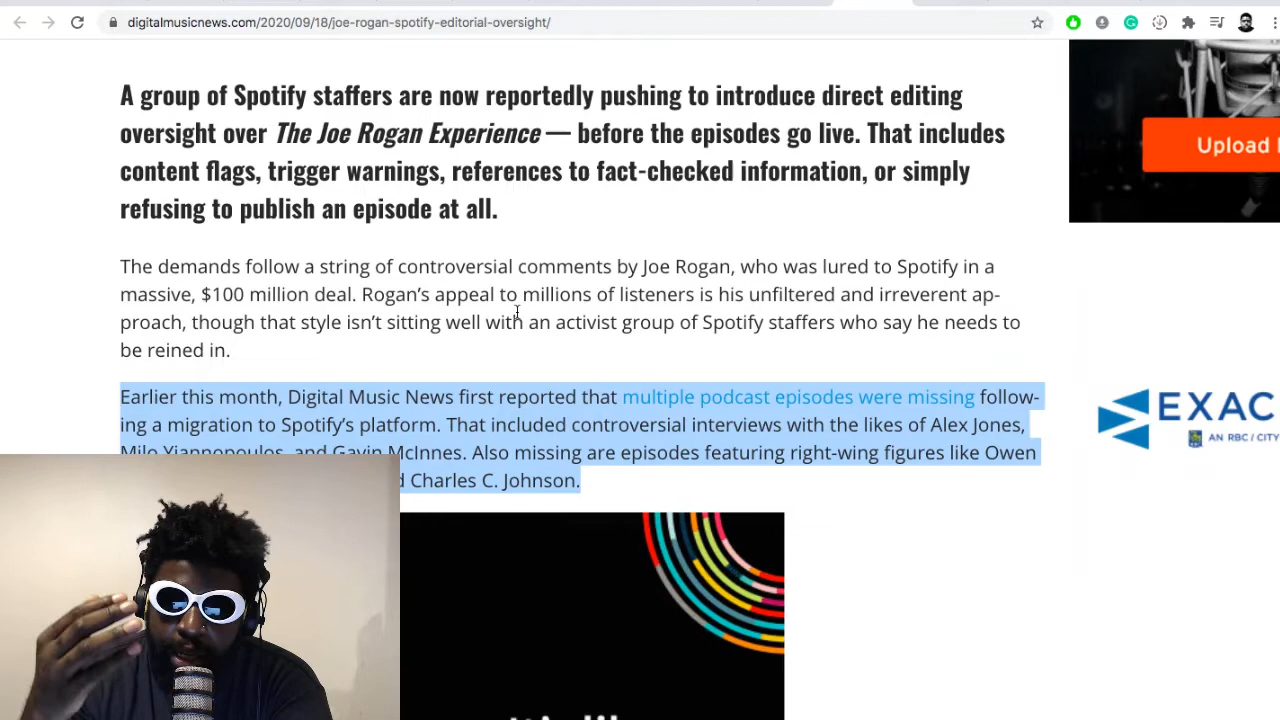 digitalmusicnews.com/2020/09/18/joe-rogan-spotify-editorial-oversight/
A group of Spotify staffers are now reportedly pushing to introduce direct editing
oversight over The Joe Rogan Experience — before the episodes go live. That includes
content flags, trigger warnings, references to fact-checked information, or simply
refusing to publish an episode at all.
Upload
The demands follow a string of controversial comments by Joe Rogan, who was lured to Spotify in a
massive, $100 million deal. Rogan's appeal to millions of listeners is his unfiltered and irreverent ap-
proach, though that style isn't sitting well with an activist group of Spotify staffers who say he needs to
be reined in.
Earlier this month, Digital Music News first reported that multiple podcast episodes were missing follow-
ing a migration to Spotify's platform. That included controversial interviews with the likes of Alex Jones,
Milo Yiannopoulos, and Gavin McInnes. Also missing are episodes featuring right-wing figures like Owen
Charles C. Johnson.
EXAC
AN RBC / CITY